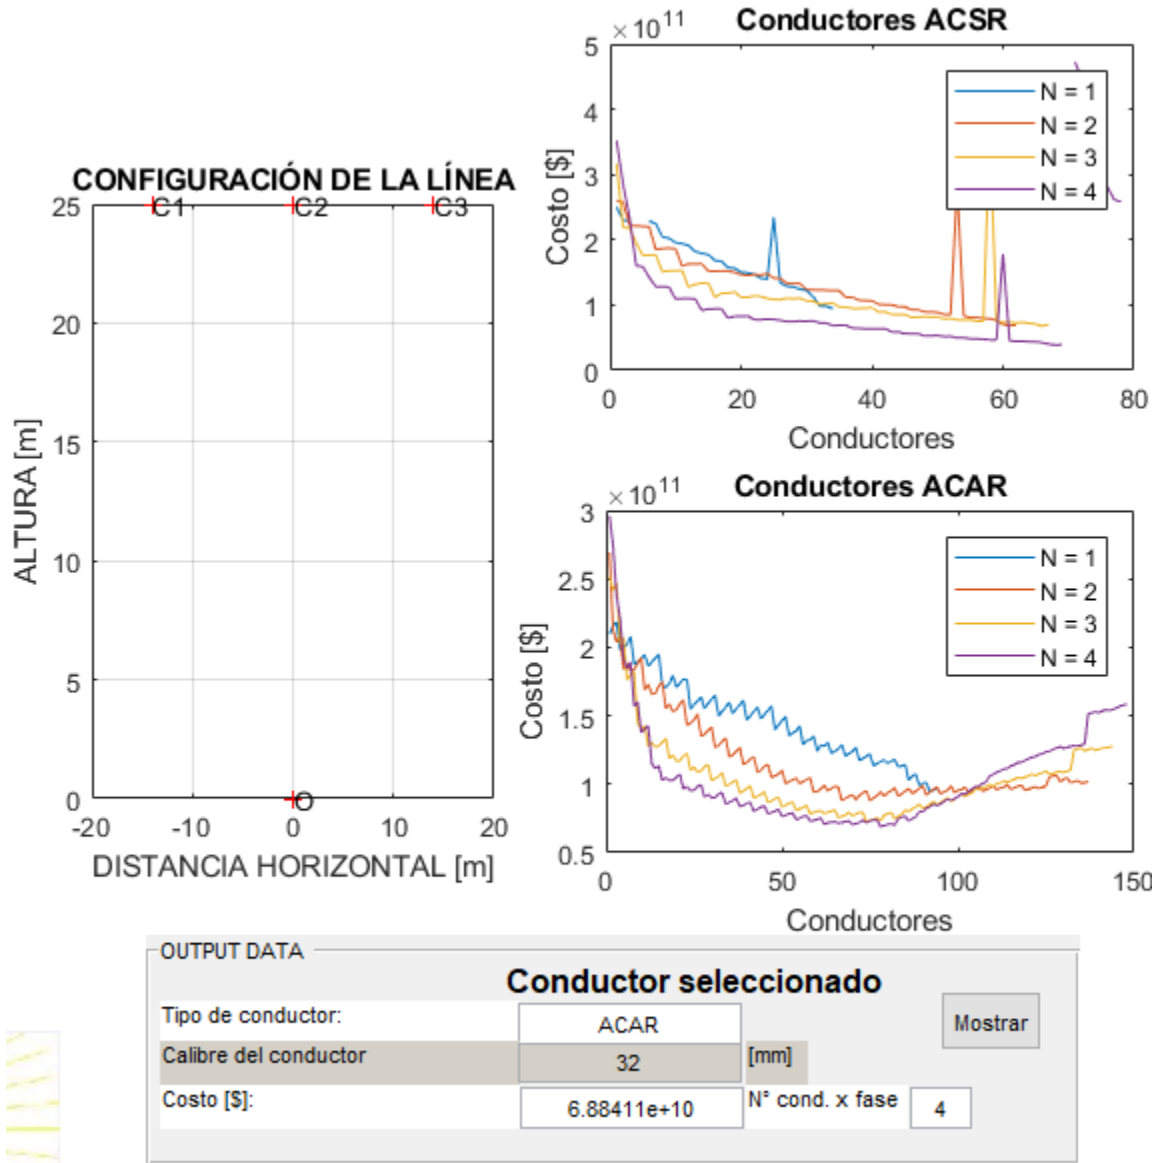 CONFIGURACIÓN DE LA LÍNEA
25
20
15
10
5
0
ALTURA [m]
C1
C2
C3
O
-20
-10
0
10
20
DISTANCIA HORIZONTAL [m]
Conductores ACSR
× 10^11
5
4
3
2
1
0
Costo [$]
N = 1
N = 2
N = 3
N = 4
0
20
40
60
80
Conductores
Conductores ACAR
× 10^11
3
2.5
2
1.5
1
0.5
Costo [$]
N = 1
N = 2
N = 3
N = 4
0
50
100
150
Conductores
OUTPUT DATA
Conductor seleccionado
Tipo de conductor:
ACAR
Mostrar
Calibre del conductor
32
[mm]
Costo [$]:
6.88411e+10
N° cond. x fase
4